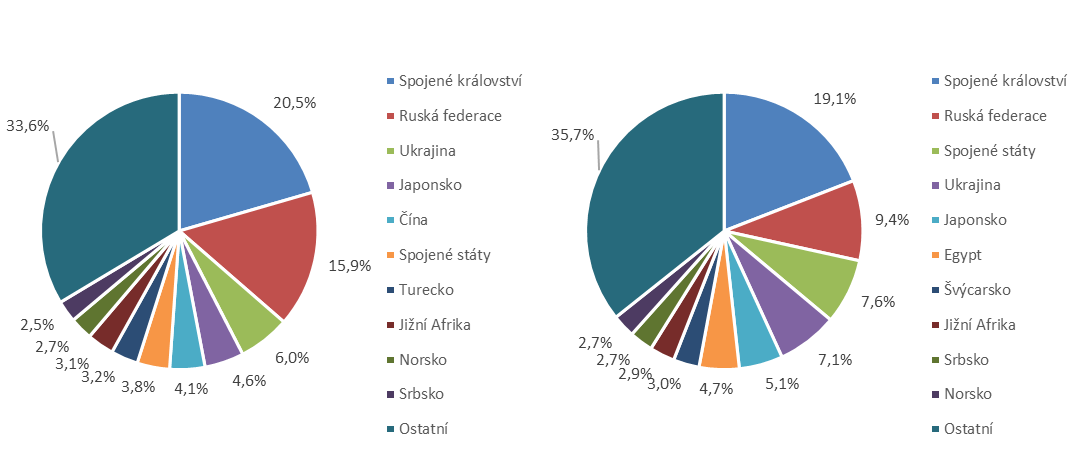 20,5%
15,9%
6,0%
4,6%
4,1%
3,8%
3,2%
3,1%
2,7%
2,5%
33,6%
Spojené království
Ruská federace
Ukrajina
Japonsko
Čína
Spojené státy
Turecko
Jižní Afrika
Norsko
Srbsko
Ostatní
19,1%
9,4%
7,6%
7,1%
5,1%
4,7%
3,0%
2,9%
2,7%
2,7%
35,7%
Spojené království
Ruská federace
Spojené státy
Ukrajina
Japonsko
Egypt
Švýcarsko
Jižní Afrika
Srbsko
Norsko
Ostatní